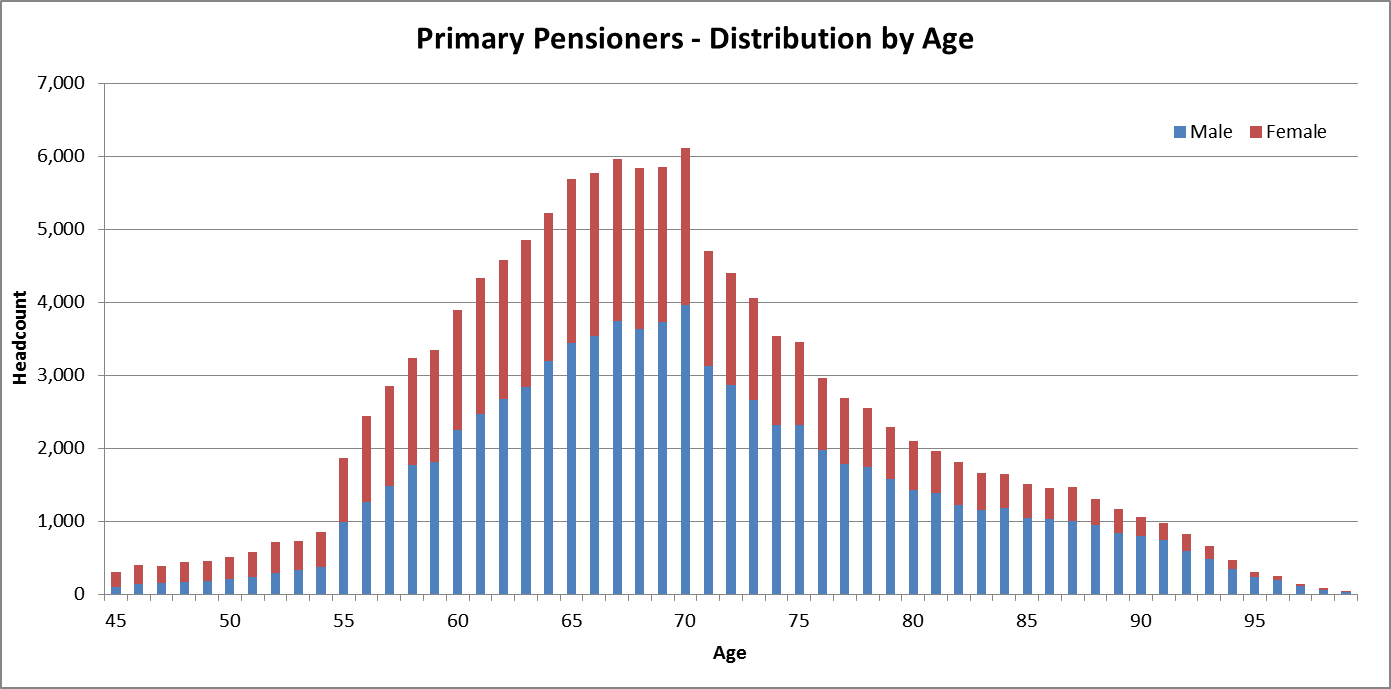 Primary Pensioners - Distribution by Age
7,000
Male Female
6,000
5,000
4,000
3,000
2,000
1,000
0
Headcount
45 50 55 60 65 70 75 80 85 90 95
Age